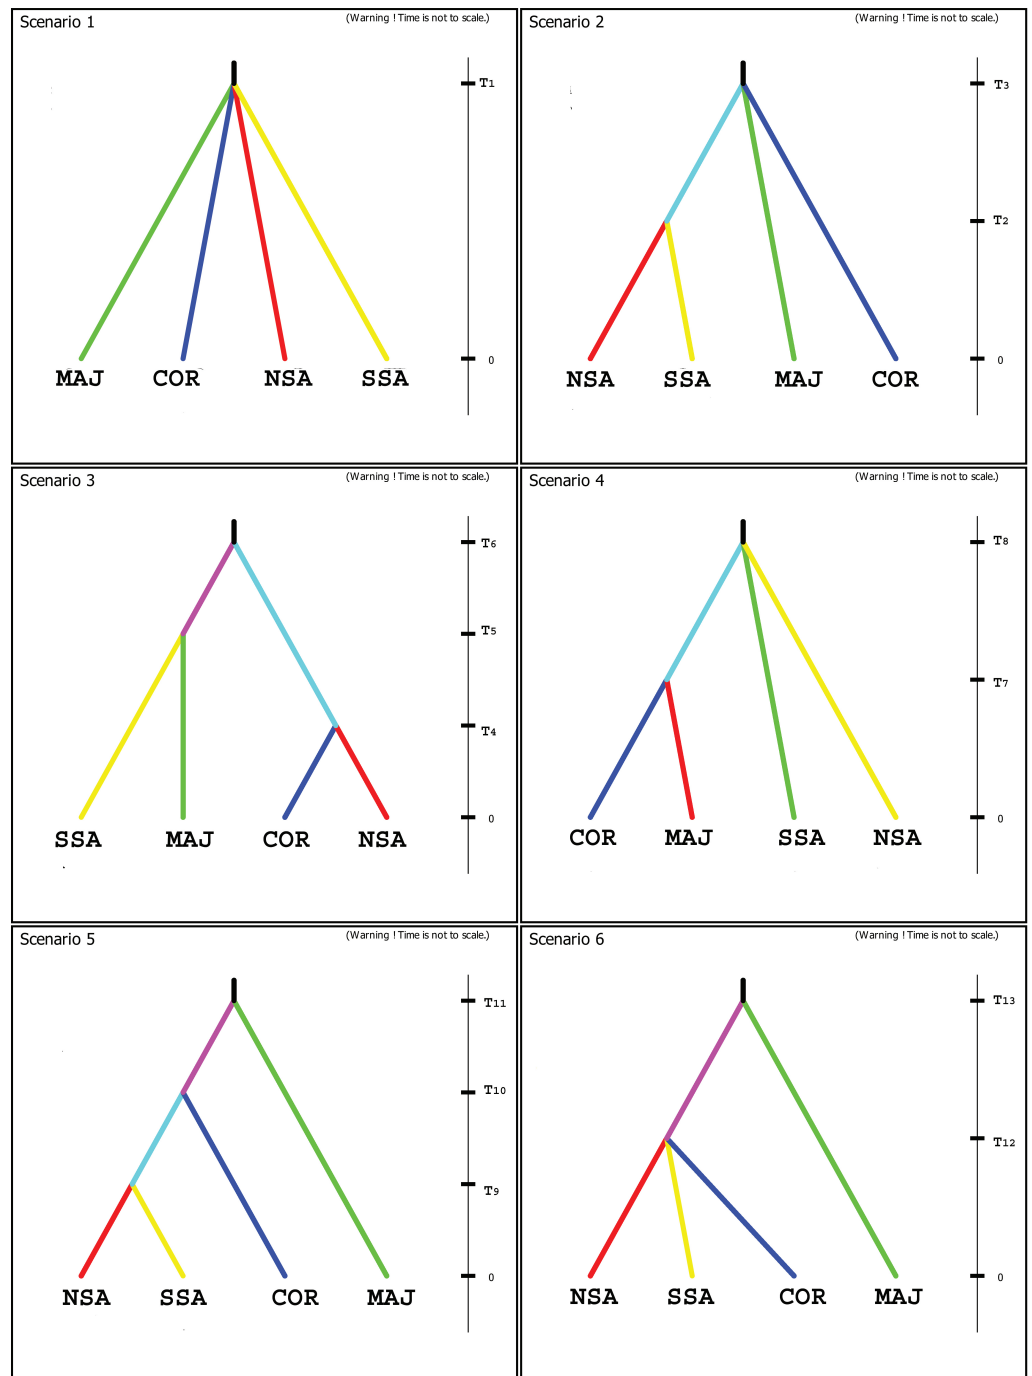 Scenario 1
(Warning ! Time is not to scale.)
T1
0
MAJ COR NSA SSA
Scenario 2
(Warning ! Time is not to scale.)
T3
T2
0
NSA SSA MAJ COR
Scenario 3
(Warning ! Time is not to scale.)
T6
T5
T4
0
SSA MAJ COR NSA
Scenario 4
(Warning ! Time is not to scale.)
T8
T7
0
COR MAJ SSA NSA
Scenario 5
(Warning ! Time is not to scale.)
T11
T10
T9
0
NSA SSA COR MAJ
Scenario 6
(Warning ! Time is not to scale.)
T13
T12
0
NSA SSA COR MAJ